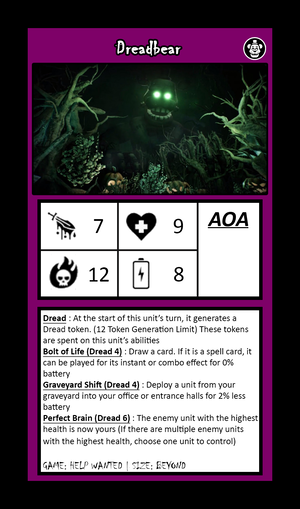 Dreadbear
7
9
AOA
12
8
Dread : At the start of this unit's turn, it generates a
Dread token. (12 Token Generation Limit) These tokens
are spent on this unit's abilities
Bolt of Life (Dread 4) : Draw a card. If it is a spell card, it
can be played for its instant or combo effect for 0%
battery
Graveyard Shift (Dread 4) : Deploy a unit from your
graveyard into your office or entrance halls for 2% less
battery
Perfect Brain (Dread 6) : The enemy unit with the highest
health is now yours (If there are multiple enemy units
with the highest health, choose one unit to control)
GAME: HELP WANTED | SIZE: BEYOND